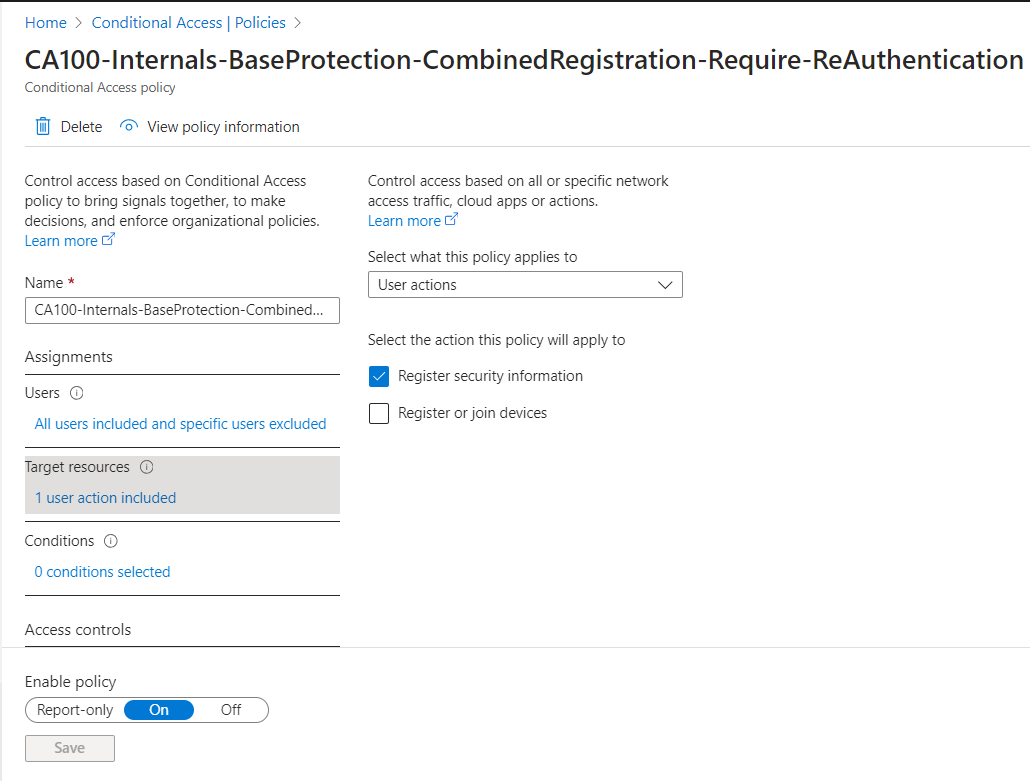 Home > Conditional Access | Policies >
CA100-Internals-BaseProtection-CombinedRegistration-Require-ReAuthentication
Conditional Access policy
Delete View policy information
Control access based on Conditional Access
policy to bring signals together, to make
decisions, and enforce organizational policies.
Learn more
Name *
CA100-Internals-BaseProtection-Combined...
Assignments
Users
All users included and specific users excluded
Target resources
1 user action included
Conditions
0 conditions selected
Access controls
Control access based on all or specific network
access traffic, cloud apps or actions.
Learn more
Select what this policy applies to
User actions
Select the action this policy will apply to
Register security information
Register or join devices
Enable policy
Report-only On Off
Save